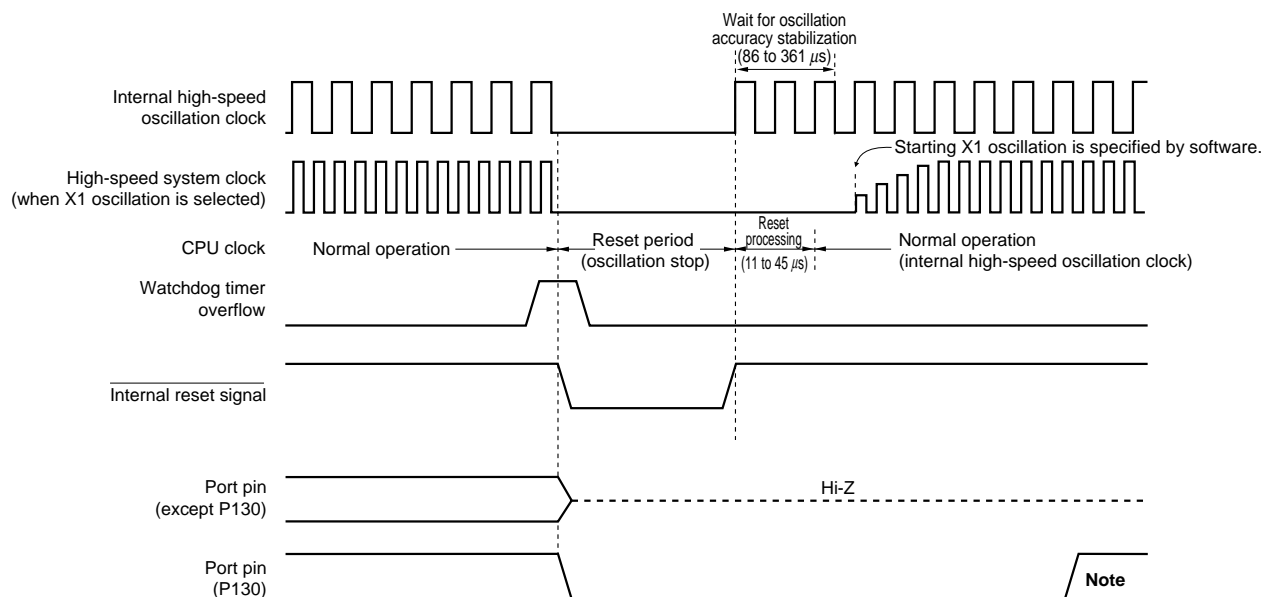 Wait for oscillation
accuracy stabilization
(86 to 361 μs)
Internal high-speed
oscillation clock
Starting X1 oscillation is specified by software.
High-speed system clock
(when X1 oscillation is selected)
CPU clock
Normal operation
Reset period
(oscillation stop)
Reset
processing
(11 to 45 μs)
Normal operation
(internal high-speed oscillation clock)
Watchdog timer
overflow
Internal reset signal
Port pin
(except P130)
Hi-Z
Port pin
(P130)
Note